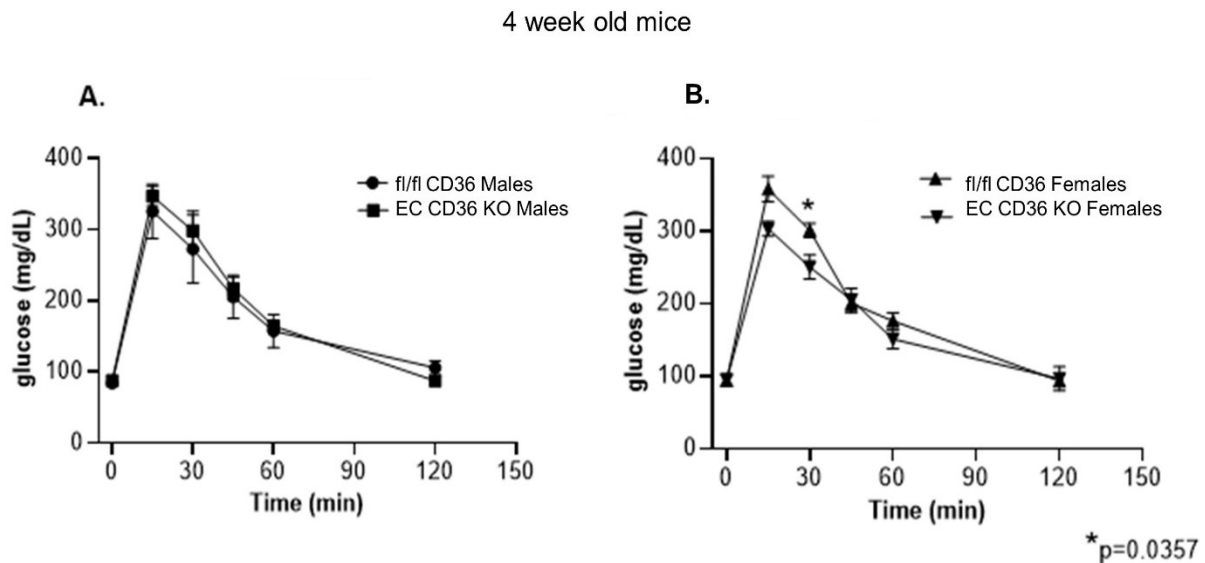 4 week old mice
A.
400
300
200
100
0
glucose (mg/dL)
fl/fl CD36 Males
EC CD36 KO Males
0 30 60 90 120 150
Time (min)
B.
400
300
200
100
0
glucose (mg/dL)
fl/fl CD36 Females
EC CD36 KO Females
*
0 30 60 90 120 150
Time (min)
*p=0.0357